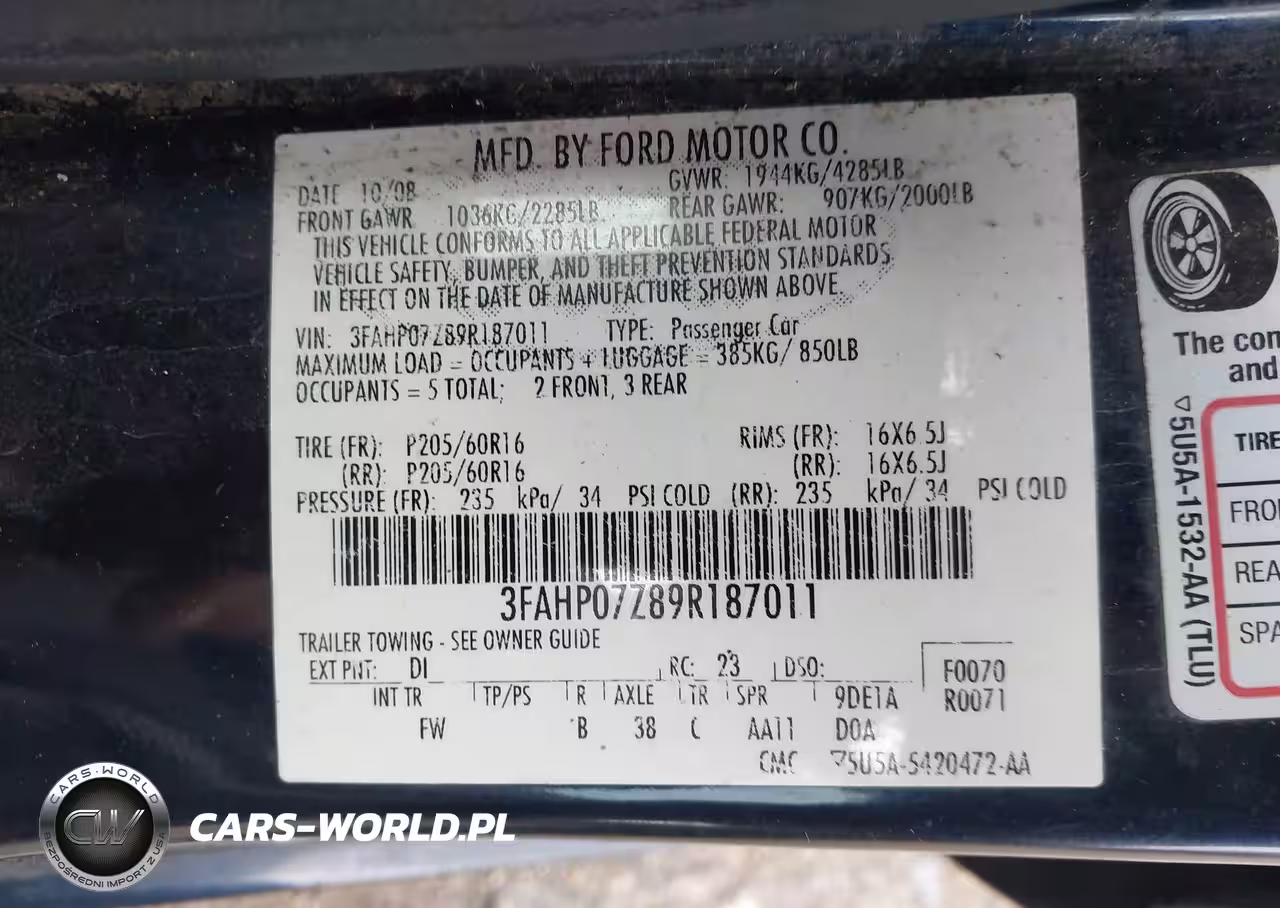 MFD. BY FORD MOTOR CO.
DATE 10/08 GVWR: 1944KG/4285LB
FRONT GAWR 1036KG/2285LB REAR GAWR: 907KG/2000LB
THIS VEHICLE CONFORMS TO ALL APPLICABLE FEDERAL MOTOR
VEHICLE SAFETY, BUMPER, AND THEFT PREVENTION STANDARDS
IN EFFECT ON THE DATE OF MANUFACTURE SHOWN ABOVE.
VIN: 3FAHP07Z89R187011 TYPE: Passenger Car
MAXIMUM LOAD = OCCUPANTS + LUGGAGE = 385KG/ 850LB
OCCUPANTS = 5 TOTAL; 2 FRONT, 3 REAR
TIRE (FR): P205/60R16 RIMS (FR): 16X6.5J
(RR): P205/60R16 (RR): 16X6.5J
PRESSURE (FR): 235 kPa/ 34 PSI COLD (RR): 235 kPa/ 34 PSI COLD
3FAHP07Z89R187011
TRAILER TOWING - SEE OWNER GUIDE
EXT PNT: DI RC: 23 DSO: F0070
INT TR TP/PS R AXLE TR SPR 9DE1A R0071
FW B 38 C AA11 D0A
CMC 5U5A-5420472-AA
The con
and
5U5A-1532-AA (TLU)
TIRE
FRO
REA
SPA
CARS-WORLD
CW
BEZPOŚREDNI IMPORT Z USA
CARS-WORLD.PL